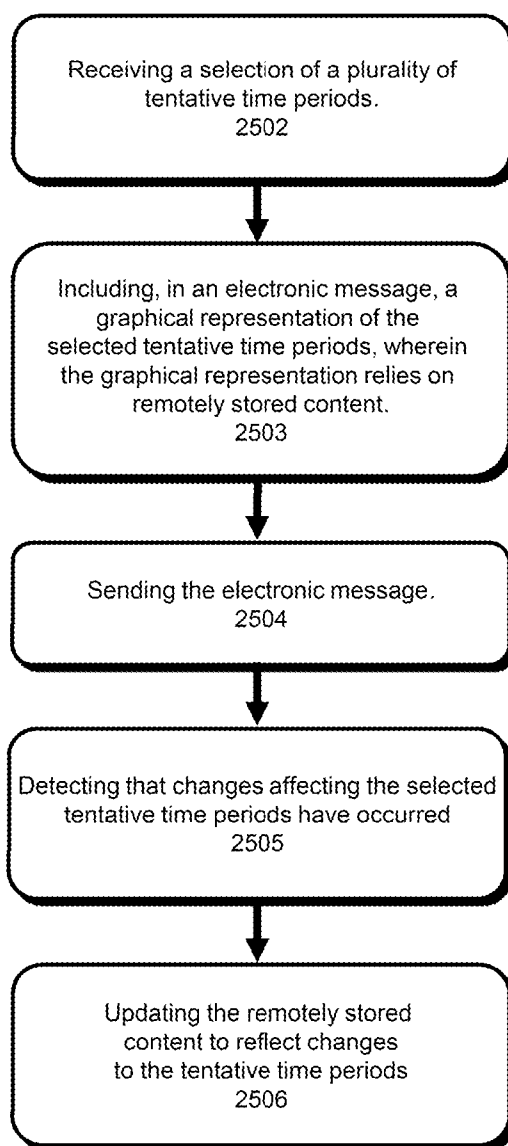 Receiving a selection of a plurality of
tentative time periods.
2502
Including, in an electronic message, a
graphical representation of the
selected tentative time periods, wherein
the graphical representation relies on
remotely stored content.
2503
Sending the electronic message.
2504
Detecting that changes affecting the selected
tentative time periods have occurred
2505
Updating the remotely stored
content to reflect changes
to the tentative time periods
2506